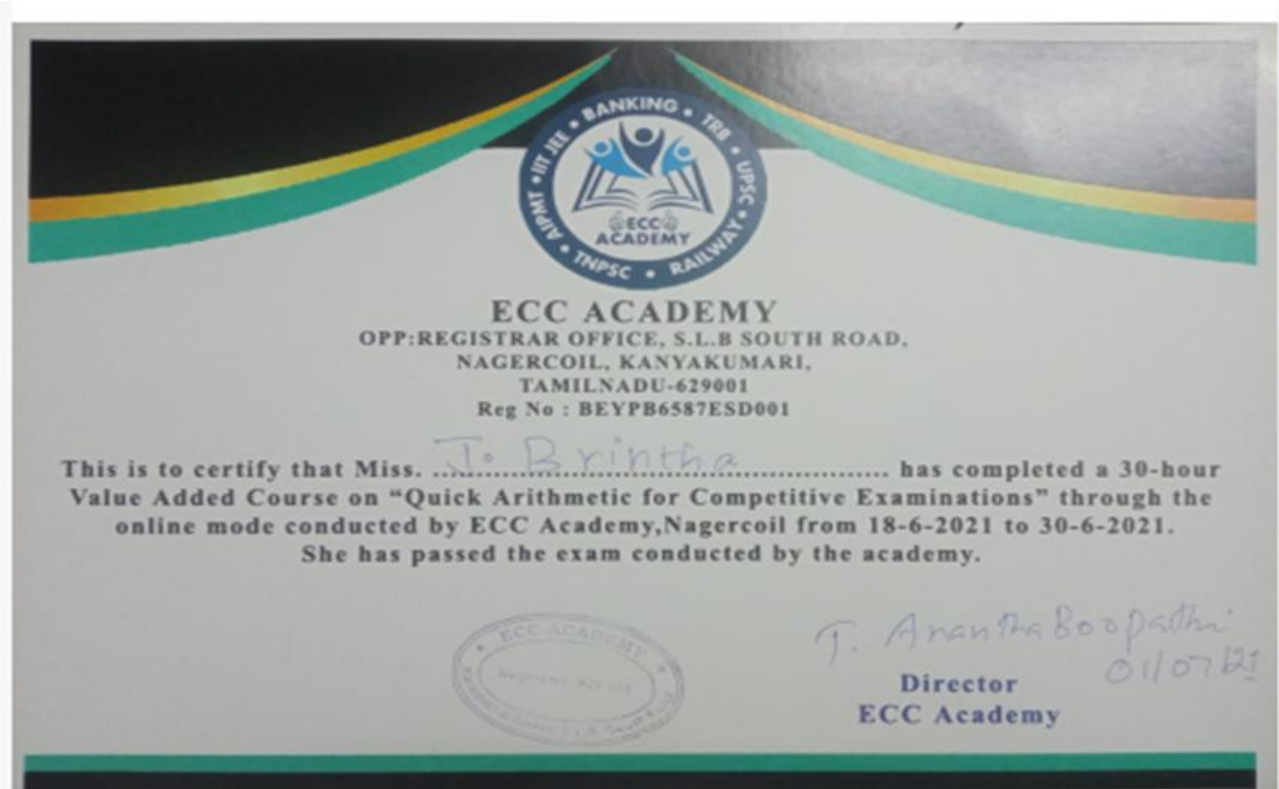 AIPMT • IIT JEE • BANKING • TRB • UPSC • RAILWAY • TNPSC •
ECC
ACADEMY
ECC ACADEMY
OPP:REGISTRAR OFFICE, S.L.B SOUTH ROAD,
NAGERCOIL, KANYAKUMARI,
TAMILNADU-629001
Reg No : BEYPB6587ESD001
This is to certify that Miss. J. Brintha has completed a 30-hour
Value Added Course on “Quick Arithmetic for Competitive Examinations” through the
online mode conducted by ECC Academy,Nagercoil from 18-6-2021 to 30-6-2021.
She has passed the exam conducted by the academy.
ECC ACADEMY
T. Anantha Boopathi
01/07/21
Director
ECC Academy